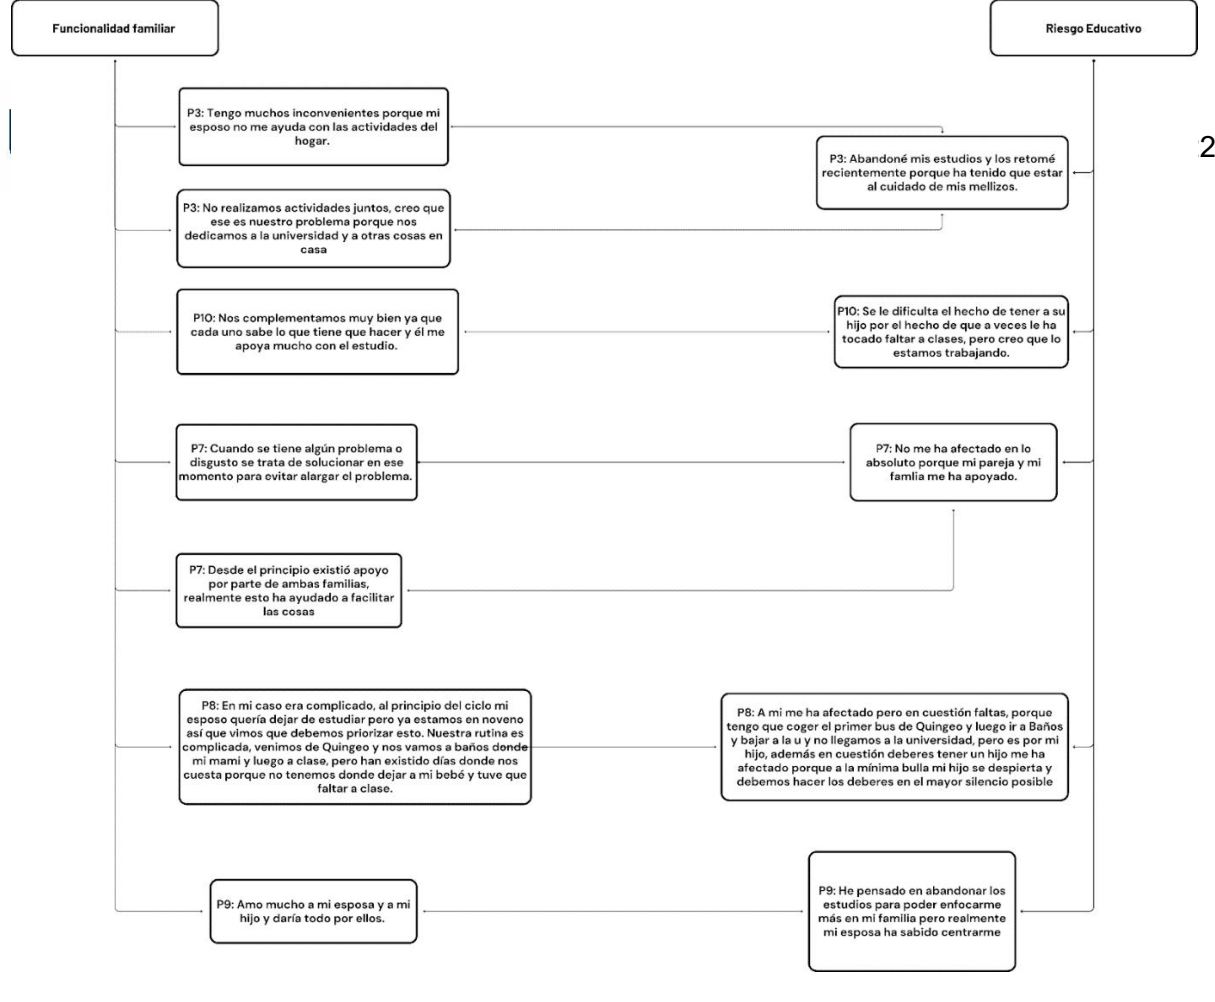 Funcionalidad familiar
Riesgo Educativo
2
P3: Tengo muchos inconvenientes porque mi
esposo no me ayuda con las actividades del
hogar.
P3: Abandoné mis estudios y los retomé
recientemente porque ha tenido que estar
al cuidado de mis mellizos.
P3: No realizamos actividades juntos, creo que
ese es nuestro problema porque nos
dedicamos a la universidad y a otras cosas en
casa
P10: Nos complementamos muy bien ya que
cada uno sabe lo que tiene que hacer y él me
apoya mucho con el estudio.
P10: Se le dificulta el hecho de tener a su
hijo por el hecho de que a veces le ha
tocado faltar a clases, pero creo que lo
estamos trabajando.
P7: Cuando se tiene algún problema o
disgusto se trata de solucionar en ese
momento para evitar alargar el problema.
P7: No me ha afectado en lo
absoluto porque mi pareja y mi
famlia me ha apoyado.
P7: Desde el principio existió apoyo
por parte de ambas familias,
realmente esto ha ayudado a facilitar
las cosas
P8: En mi caso era complicado, al principio del ciclo mi
esposo quería dejar de estudiar pero ya estamos en noveno
así que vimos que debemos priorizar esto. Nuestra rutina es
complicada, venimos de Quingeo y nos vamos a baños donde
mi mami y luego a clase, pero han existido días donde nos
cuesta porque no tenemos donde dejar a mi bebé y tuve que
faltar a clase.
P8: A mi me ha afectado pero en cuestión faltas, porque
tengo que coger el primer bus de Quingeo y luego ir a Baños
y bajar a la u y no llegamos a la universidad, pero es por mi
hijo, además en cuestión deberes tener un hijo me ha
afectado porque a la mínima bulla mi hijo se despierta y
debemos hacer los deberes en el mayor silencio posible
P9: Amo mucho a mi esposa y a mi
hijo y daría todo por ellos.
P9: He pensado en abandonar los
estudios para poder enfocarme
más en mi familia pero realmente
mi esposa ha sabido centrarme